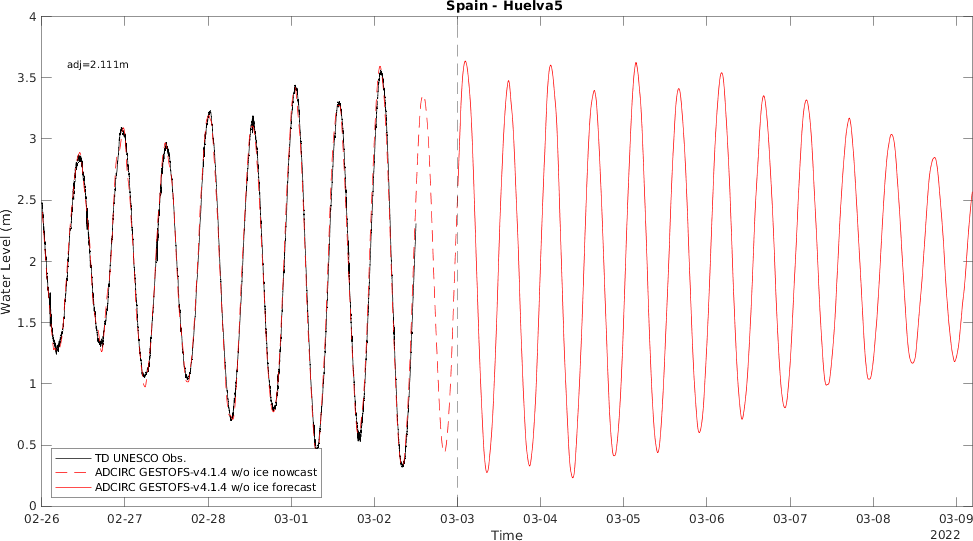 Spain - Huelva5
adj=2.111m
4
3.5
3
2.5
2
1.5
1
0.5
0
Water Level (m)
TD UNESCO Obs.
ADCIRC GESTOFS-v4.1.4 w/o ice nowcast
ADCIRC GESTOFS-v4.1.4 w/o ice forecast
02-26 02-27 02-28 03-01 03-02 03-03 03-04 03-05 03-06 03-07 03-08 03-09
Time
2022